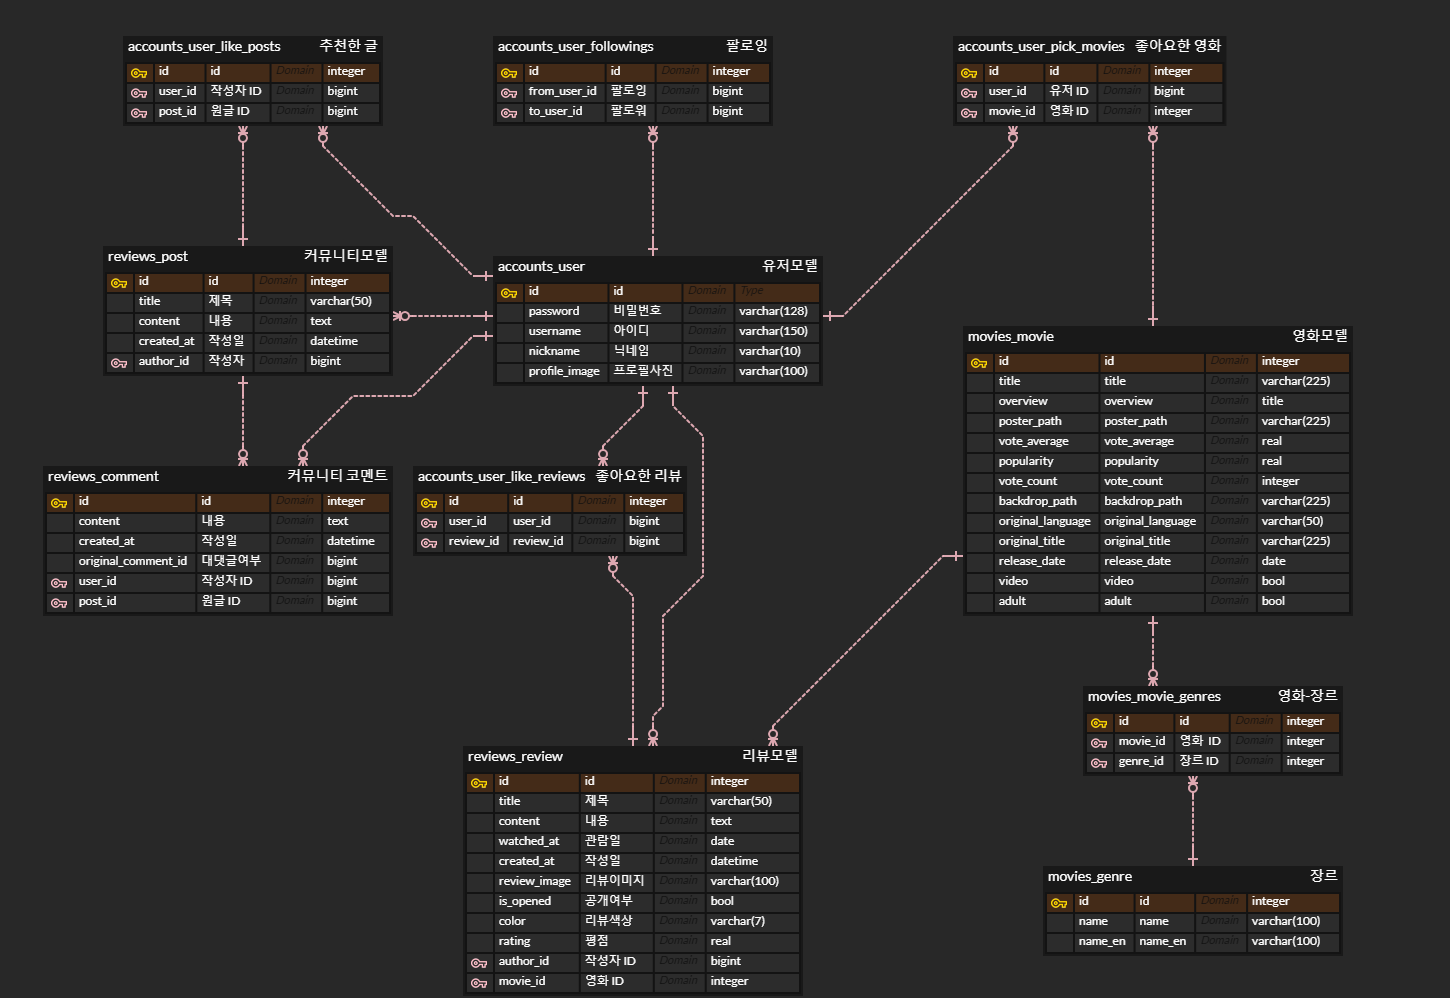 accounts_user_like_posts 추천한 글
id id Domain integer
user_id 작성자 ID Domain bigint
post_id 원글 ID Domain bigint
accounts_user_followings 팔로잉
id id Domain integer
from_user_id 팔로잉 Domain bigint
to_user_id 팔로워 Domain bigint
accounts_user_pick_movies 좋아요한 영화
id id Domain integer
user_id 유저 ID Domain bigint
movie_id 영화 ID Domain integer
reviews_post 커뮤니티모델
id id Domain integer
title 제목 Domain varchar(50)
content 내용 Domain text
created_at 작성일 Domain datetime
author_id 작성자 Domain bigint
accounts_user 유저모델
id id Domain Type
password 비밀번호 Domain varchar(128)
username 아이디 Domain varchar(150)
nickname 닉네임 Domain varchar(10)
profile_image 프로필사진 Domain varchar(100)
movies_movie 영화모델
id id Domain integer
title title Domain varchar(225)
overview overview Domain title
poster_path poster_path Domain varchar(225)
vote_average vote_average Domain real
popularity popularity Domain real
vote_count vote_count Domain integer
backdrop_path backdrop_path Domain varchar(225)
original_language original_language Domain varchar(50)
original_title original_title Domain varchar(225)
release_date release_date Domain date
video video Domain bool
adult adult Domain bool
reviews_comment 커뮤니티 코멘트
id id Domain integer
content 내용 Domain text
created_at 작성일 Domain datetime
original_comment_id 대댓글여부 Domain bigint
user_id 작성자 ID Domain bigint
post_id 원글 ID Domain bigint
accounts_user_like_reviews 좋아요한 리뷰
id id Domain integer
user_id user_id Domain bigint
review_id review_id Domain bigint
movies_movie_genres 영화-장르
id id Domain integer
movie_id 영화 ID Domain integer
genre_id 장르 ID Domain integer
reviews_review 리뷰모델
id id Domain integer
title 제목 Domain varchar(50)
content 내용 Domain text
watched_at 관람일 Domain date
created_at 작성일 Domain datetime
review_image 리뷰이미지 Domain varchar(100)
is_opened 공개여부 Domain bool
color 리뷰색상 Domain varchar(7)
rating 평점 Domain real
author_id 작성자 ID Domain bigint
movie_id 영화 ID Domain integer
movies_genre 장르
id id Domain integer
name name Domain varchar(100)
name_en name_en Domain varchar(100)